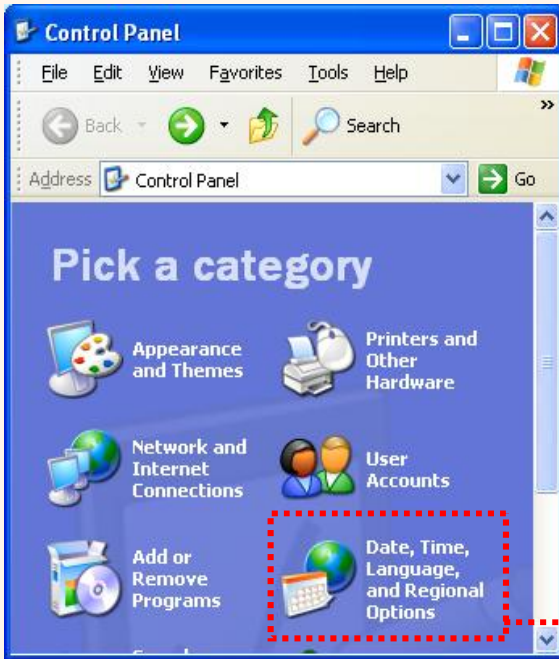 Control Panel
File Edit View Favorites Tools Help
Back Search »
Address Control Panel Go
Pick a category
Appearance
and Themes
Printers and
Other
Hardware
Network and
Internet
Connections
User
Accounts
Add or
Remove
Programs
Date, Time,
Language,
and Regional
Options